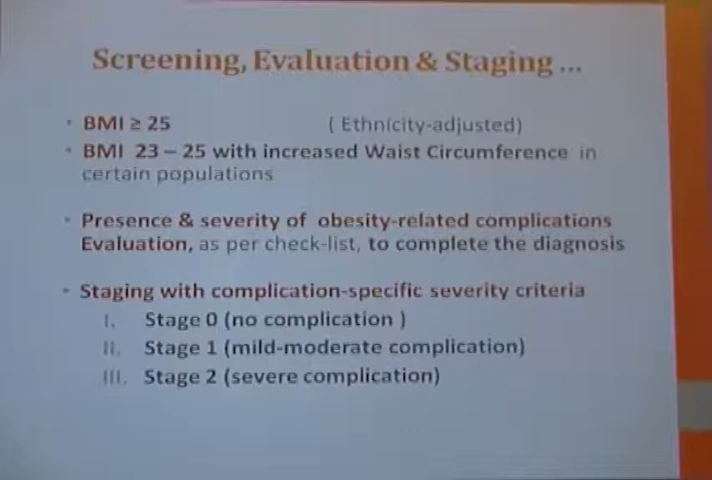 Screening, Evaluation & Staging ...
• BMI ≥ 25 ( Ethnicity-adjusted)
• BMI 23 – 25 with increased Waist Circumference in
certain populations
• Presence & severity of obesity-related complications
Evaluation, as per check-list, to complete the diagnosis
• Staging with complication-specific severity criteria
I. Stage 0 (no complication )
II. Stage 1 (mild-moderate complication)
III. Stage 2 (severe complication)